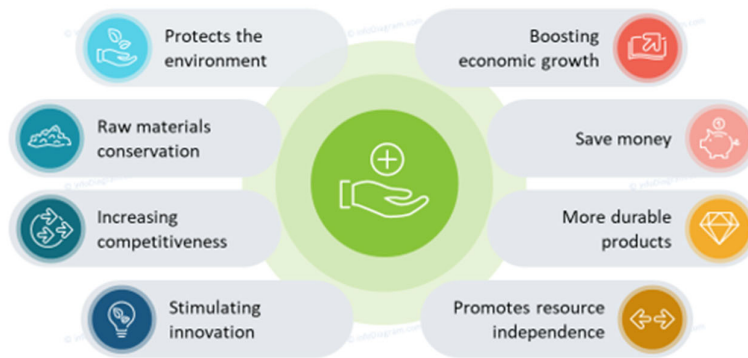 Protects the
environment
Raw materials
conservation
Increasing
competitiveness
Stimulating
innovation
Boosting
economic growth
Save money
More durable
products
Promotes resource
independence